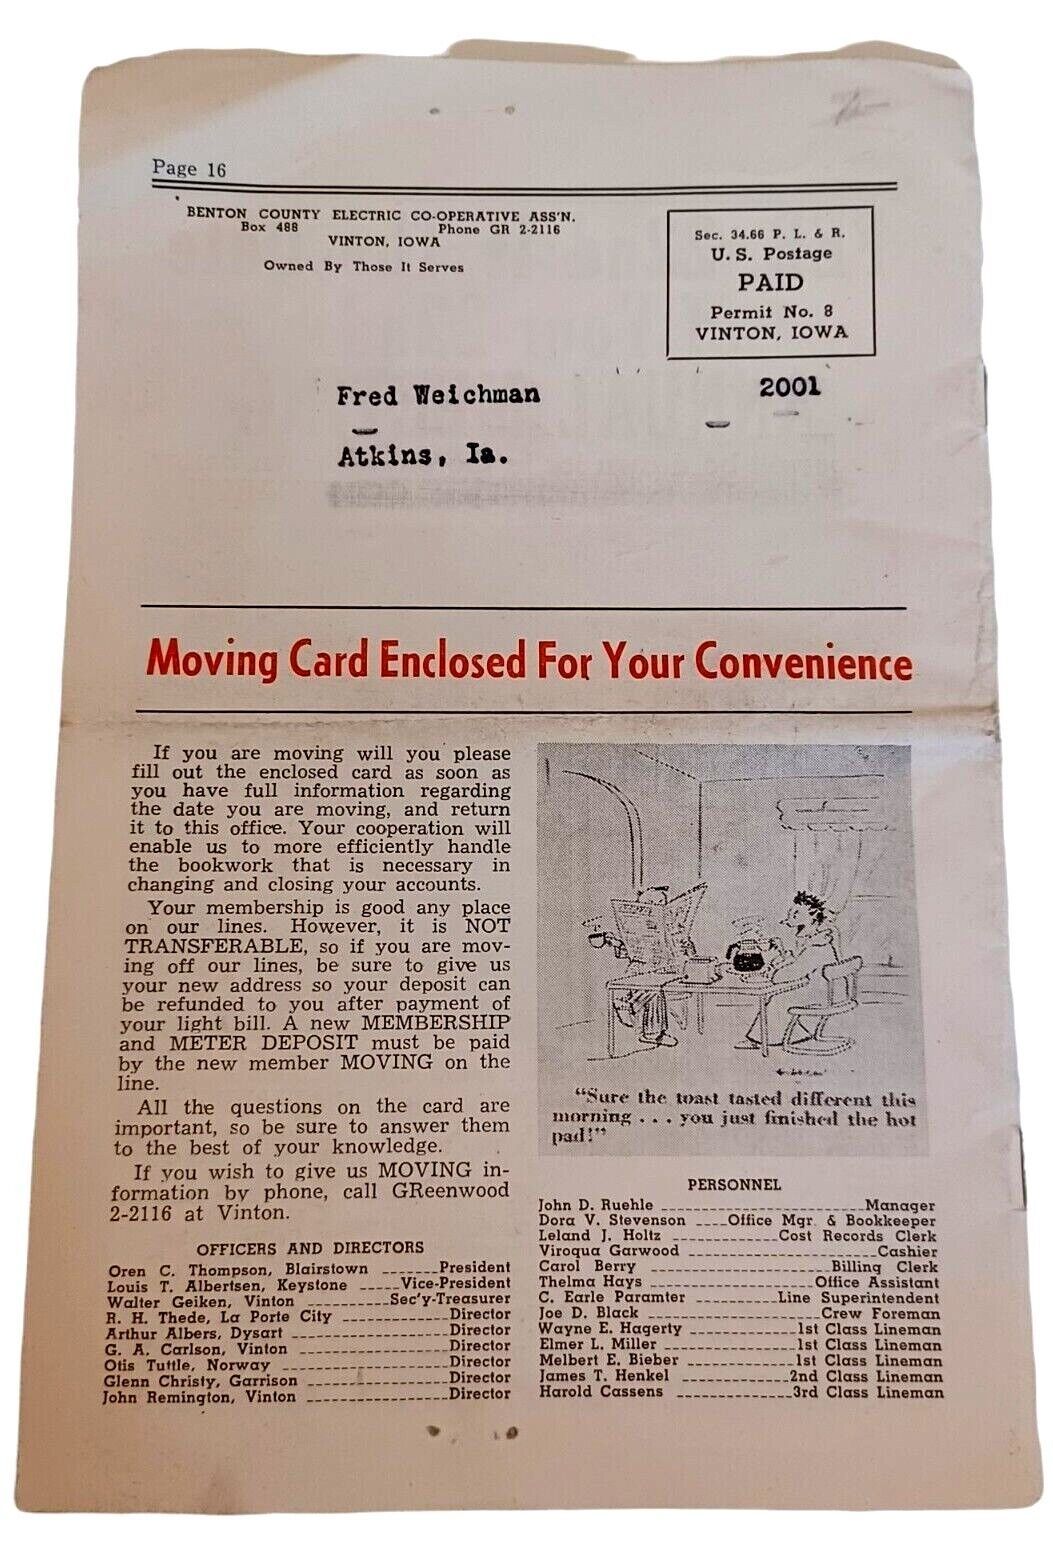 Page 16
BENTON COUNTY ELECTRIC CO-OPERATIVE ASS'N.
Box 488 Phone GR 2-2116
VINTON, IOWA
Owned By Those It Serves
Sec. 34.66 P. L. & R.
U. S. Postage
PAID
Permit No. 8
VINTON, IOWA
Fred Weichman 2001
Atkins, Ia.
Moving Card Enclosed For Your Convenience
If you are moving will you please
fill out the enclosed card as soon as
you have full information regarding
the date you are moving, and return
it to this office. Your cooperation will
enable us to more efficiently handle
the bookwork that is necessary in
changing and closing your accounts.
Your membership is good any place
on our lines. However, it is NOT
TRANSFERABLE, so if you are mov-
ing off our lines, be sure to give us
your new address so your deposit can
be refunded to you after payment of
your light bill. A new MEMBERSHIP
and METER DEPOSIT must be paid
by the new member MOVING on the
line.
All the questions on the card are
important, so be sure to answer them
to the best of your knowledge.
If you wish to give us MOVING in-
formation by phone, call GReenwood
2-2116 at Vinton.
OFFICERS AND DIRECTORS
Oren C. Thompson, Blairstown -------President
Louis T. Albertsen, Keystone -----Vice-President
Walter Geiken, Vinton ----------Sec'y-Treasurer
R. H. Thede, La Porte City -------------Director
Arthur Albers, Dysart -------------------Director
G. A. Carlson, Vinton ------------------Director
Otis Tuttle, Norway --------------------Director
Glenn Christy, Garrison ----------------Director
John Remington, Vinton ----------------Director
"Sure the toast tasted different this
morning . . . you just finished the hot
pad!"
PERSONNEL
John D. Ruehle ------------------------Manager
Dora V. Stevenson ----Office Mgr. & Bookkeeper
Leland J. Holtz -------------Cost Records Clerk
Viroqua Garwood ----------------------Cashier
Carol Berry ----------------------Billing Clerk
Thelma Hays --------------------Office Assistant
C. Earle Paramter ----------Line Superintendent
Joe D. Black ---------------------Crew Foreman
Wayne E. Hagerty -------------1st Class Lineman
Elmer L. Miller ----------------1st Class Lineman
Melbert E. Bieber -------------1st Class Lineman
James T. Henkel -------------2nd Class Lineman
Harold Cassens --------------3rd Class Lineman